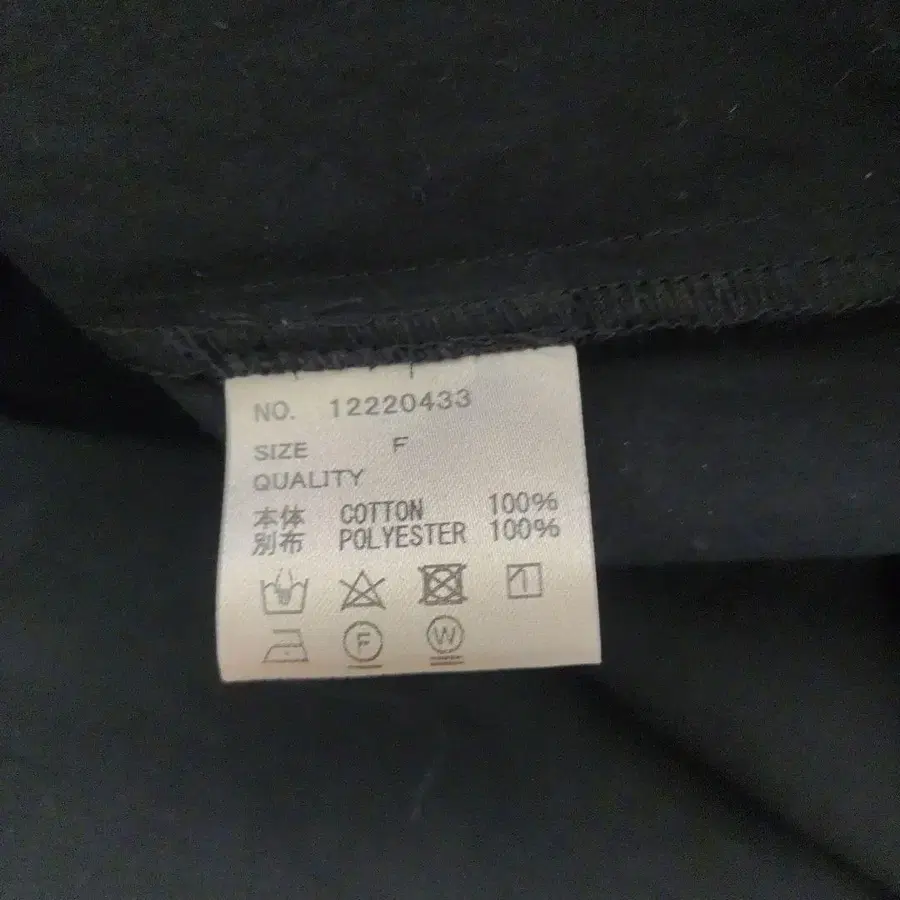 NO. 12220433
SIZE F
QUALITY
本体 COTTON 100%
別布 POLYESTER 100%
F W